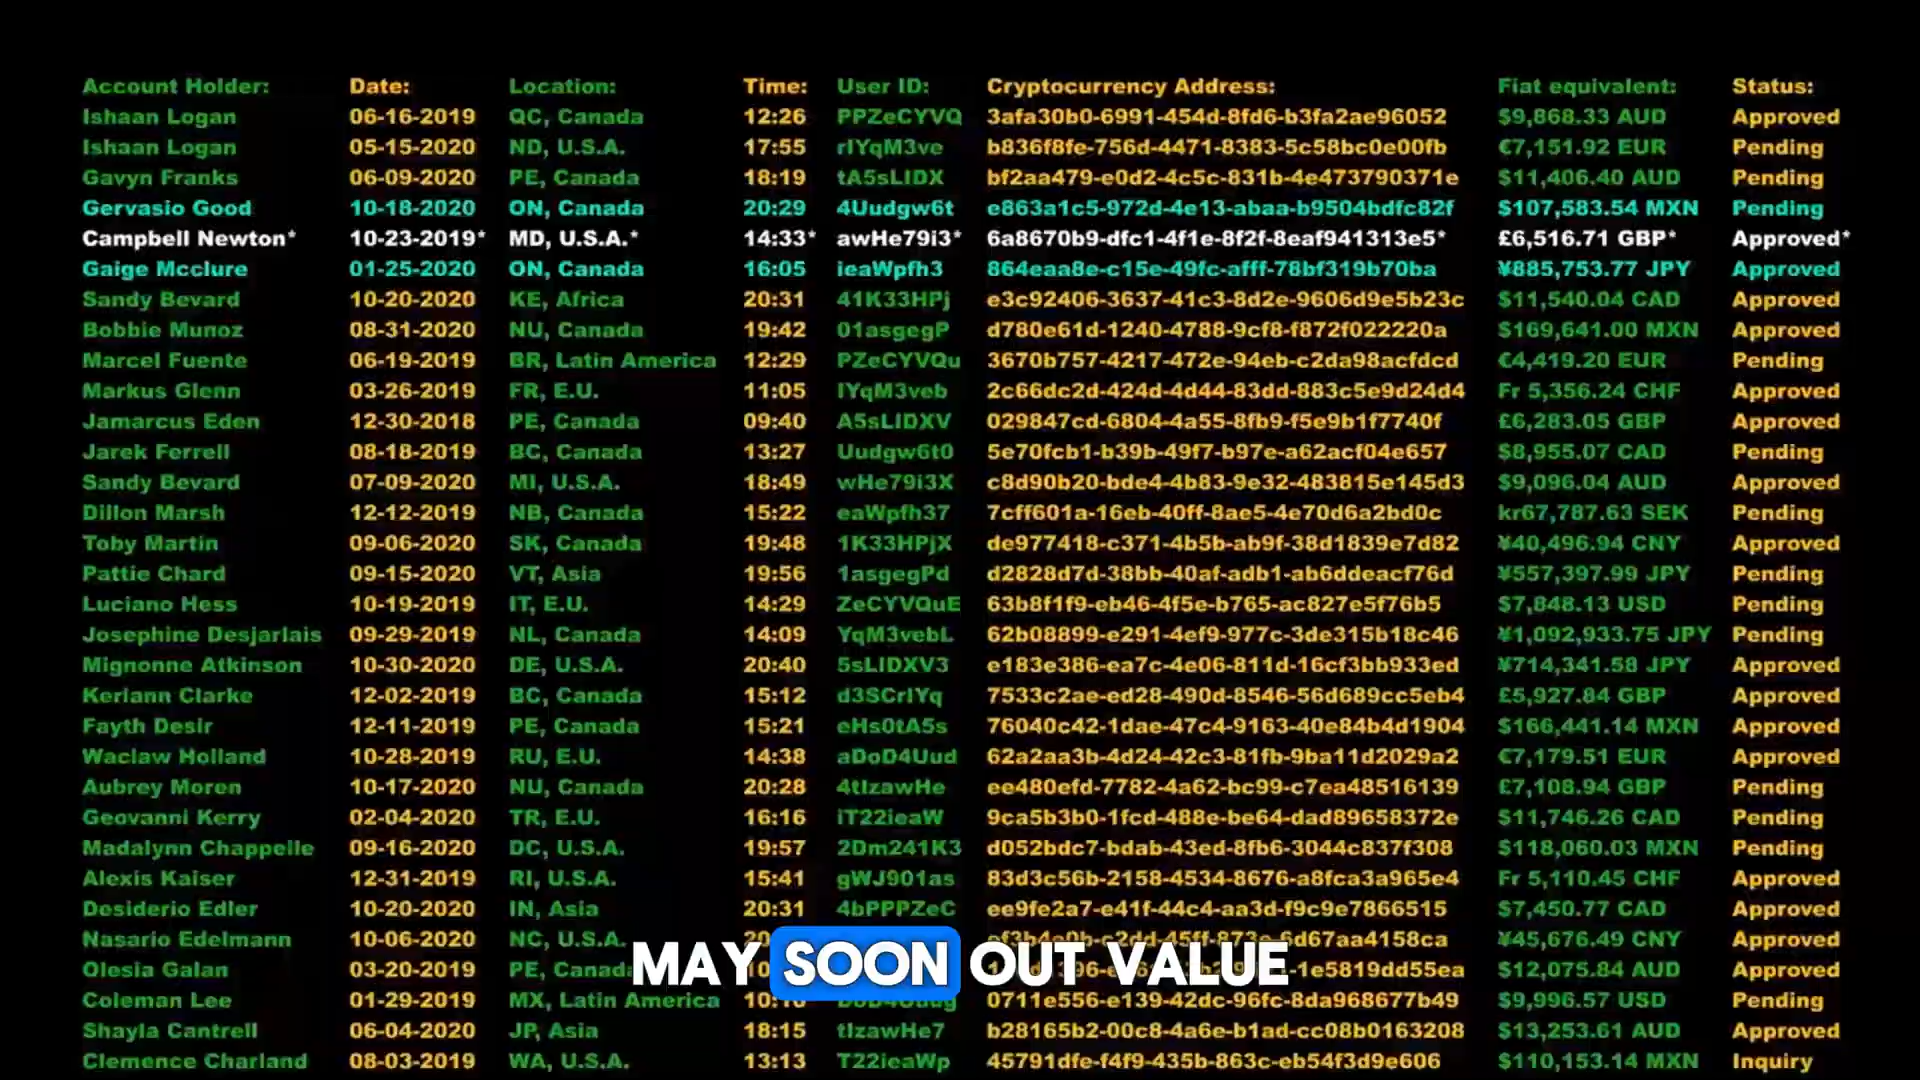 Account Holder: Date: Location: Time: User ID: Cryptocurrency Address: Fiat equivalent: Status:
Ishaan Logan 06-16-2019 QC, Canada 12:26 PPZeCYVQ 3afa30b0-6991-454d-8fd6-b3fa2ae96052 $9,868.33 AUD Approved
Ishaan Logan 05-15-2020 ND, U.S.A. 17:55 rIYqM3ve b836f8fe-756d-4471-8383-5c58bc0e00fb €7,151.92 EUR Pending
Gavyn Franks 06-09-2020 PE, Canada 18:19 tA5sLIDX bf2aa479-e0d2-4c5c-831b-4e473790371e $11,406.40 AUD Pending
Gervasio Good 10-18-2020 ON, Canada 20:29 4Uudgw6t e863a1c5-972d-4e13-abaa-b9504bdfc82f $107,583.54 MXN Pending
Campbell Newton* 10-23-2019* MD, U.S.A.* 14:33* awHe79i3* 6a8670b9-dfc1-4f1e-8f2f-8eaf941313e5* £6,516.71 GBP* Approved*
Gaige Mcclure 01-25-2020 ON, Canada 16:05 ieaWpfh3 864eaa8e-c15e-49fc-afff-78bf319b70ba ¥885,753.77 JPY Approved
Sandy Bevard 10-20-2020 KE, Africa 20:31 41K33HPj e3c92406-3637-41c3-8d2e-9606d9e5b23c $11,540.04 CAD Approved
Bobbie Munoz 08-31-2020 NU, Canada 19:42 01asgegP d780e61d-1240-4788-9cf8-f872f022220a $169,641.00 MXN Approved
Marcel Fuente 06-19-2019 BR, Latin America 12:29 PZeCYVQu 3670b757-4217-472e-94eb-c2da98acfdcd €4,419.20 EUR Pending
Markus Glenn 03-26-2019 FR, E.U. 11:05 IYqM3veb 2c66dc2d-424d-4d44-83dd-883c5e9d24d4 Fr 5,356.24 CHF Approved
Jamarcus Eden 12-30-2018 PE, Canada 09:40 A5sLIDXV 029847cd-6804-4a55-8fb9-f5e9b1f7740f £6,283.05 GBP Approved
Jarek Ferrell 08-18-2019 BC, Canada 13:27 Uudgw6t0 5e70fcb1-b39b-49f7-b97e-a62acf04e657 $8,955.07 CAD Pending
Sandy Bevard 07-09-2020 MI, U.S.A. 18:49 wHe79i3X c8d90b20-bde4-4b83-9e32-483815e145d3 $9,096.04 AUD Approved
Dillon Marsh 12-12-2019 NB, Canada 15:22 eaWpfh37 7cff601a-16eb-40ff-8ae5-4e70d6a2bd0c kr67,787.63 SEK Pending
Toby Martin 09-06-2020 SK, Canada 19:48 1K33HPjX de977418-c371-4b5b-ab9f-38d1839e7d82 ¥40,496.94 CNY Approved
Pattie Chard 09-15-2020 VT, Asia 19:56 1asgegPd d2828d7d-38bb-40af-adb1-ab6ddeacf76d ¥557,397.99 JPY Pending
Luciano Hess 10-19-2019 IT, E.U. 14:29 ZeCYVQuE 63b8f1f9-eb46-4f5e-b765-ac827e5f76b5 $7,848.13 USD Pending
Josephine Desjarlais 09-29-2019 NL, Canada 14:09 YqM3vebL 62b08899-e291-4ef9-977c-3de315b18c46 ¥1,092,933.75 JPY Pending
Mignonne Atkinson 10-30-2020 DE, U.S.A. 20:40 5sLIDXV3 e183e386-ea7c-4e06-811d-16cf3bb933ed ¥714,341.58 JPY Approved
Keriann Clarke 12-02-2019 BC, Canada 15:12 d3SCrIYq 7533c2ae-ed28-490d-8546-56d689cc5eb4 £5,927.84 GBP Approved
Fayth Desir 12-11-2019 PE, Canada 15:21 eHs0tA5s 76040c42-1dae-47c4-9163-40e84b4d1904 $166,441.14 MXN Approved
Waclaw Holland 10-28-2019 RU, E.U. 14:38 aDoD4Uud 62a2aa3b-4d24-42c3-81fb-9ba11d2029a2 €7,179.51 EUR Approved
Aubrey Moren 10-17-2020 NU, Canada 20:28 4tIzawHe ee480efd-7782-4a62-bc99-c7ea48516139 £7,108.94 GBP Pending
Geovanni Kerry 02-04-2020 TR, E.U. 16:16 iT22ieaW 9ca5b3b0-1fcd-488e-be64-dad89658372e $11,746.26 CAD Pending
Madalynn Chappelle 09-16-2020 DC, U.S.A. 19:57 2Dm241K3 d052bdc7-bdab-43ed-8fb6-3044c837f308 $118,060.03 MXN Pending
Alexis Kaiser 12-31-2019 RI, U.S.A. 15:41 gWJ901as 83d3c56b-2158-4534-8676-a8fca3a965e4 Fr 5,110.45 CHF Approved
Desiderio Edler 10-20-2020 IN, Asia 20:31 4bPPPZeC ee9fe2a7-e41f-44c4-aa3d-f9c9e7866515 $7,450.77 CAD Approved
Nasario Edelmann 10-06-2020 NC, U.S.A. ¥45,676.49 CNY Approved
MAY SOON OUT VALUE
Olesia Galan 03-20-2019 PE, $12,075.84 AUD Approved
Coleman Lee 01-29-2019 MX, Latin America 0711e556-e139-42dc-96fc-8da968677b49 $9,996.57 USD Pending
Shayla Cantrell 06-04-2020 JP, Asia 18:15 tIzawHe7 b28165b2-00c8-4a6e-b1ad-cc08b0163208 $13,253.61 AUD Approved
Clemence Charland 08-03-2019 WA, U.S.A. 13:13 T22ieaWp 45791dfe-f4f9-435b-863c-eb54f3d9e606 $110,153.14 MXN Inquiry